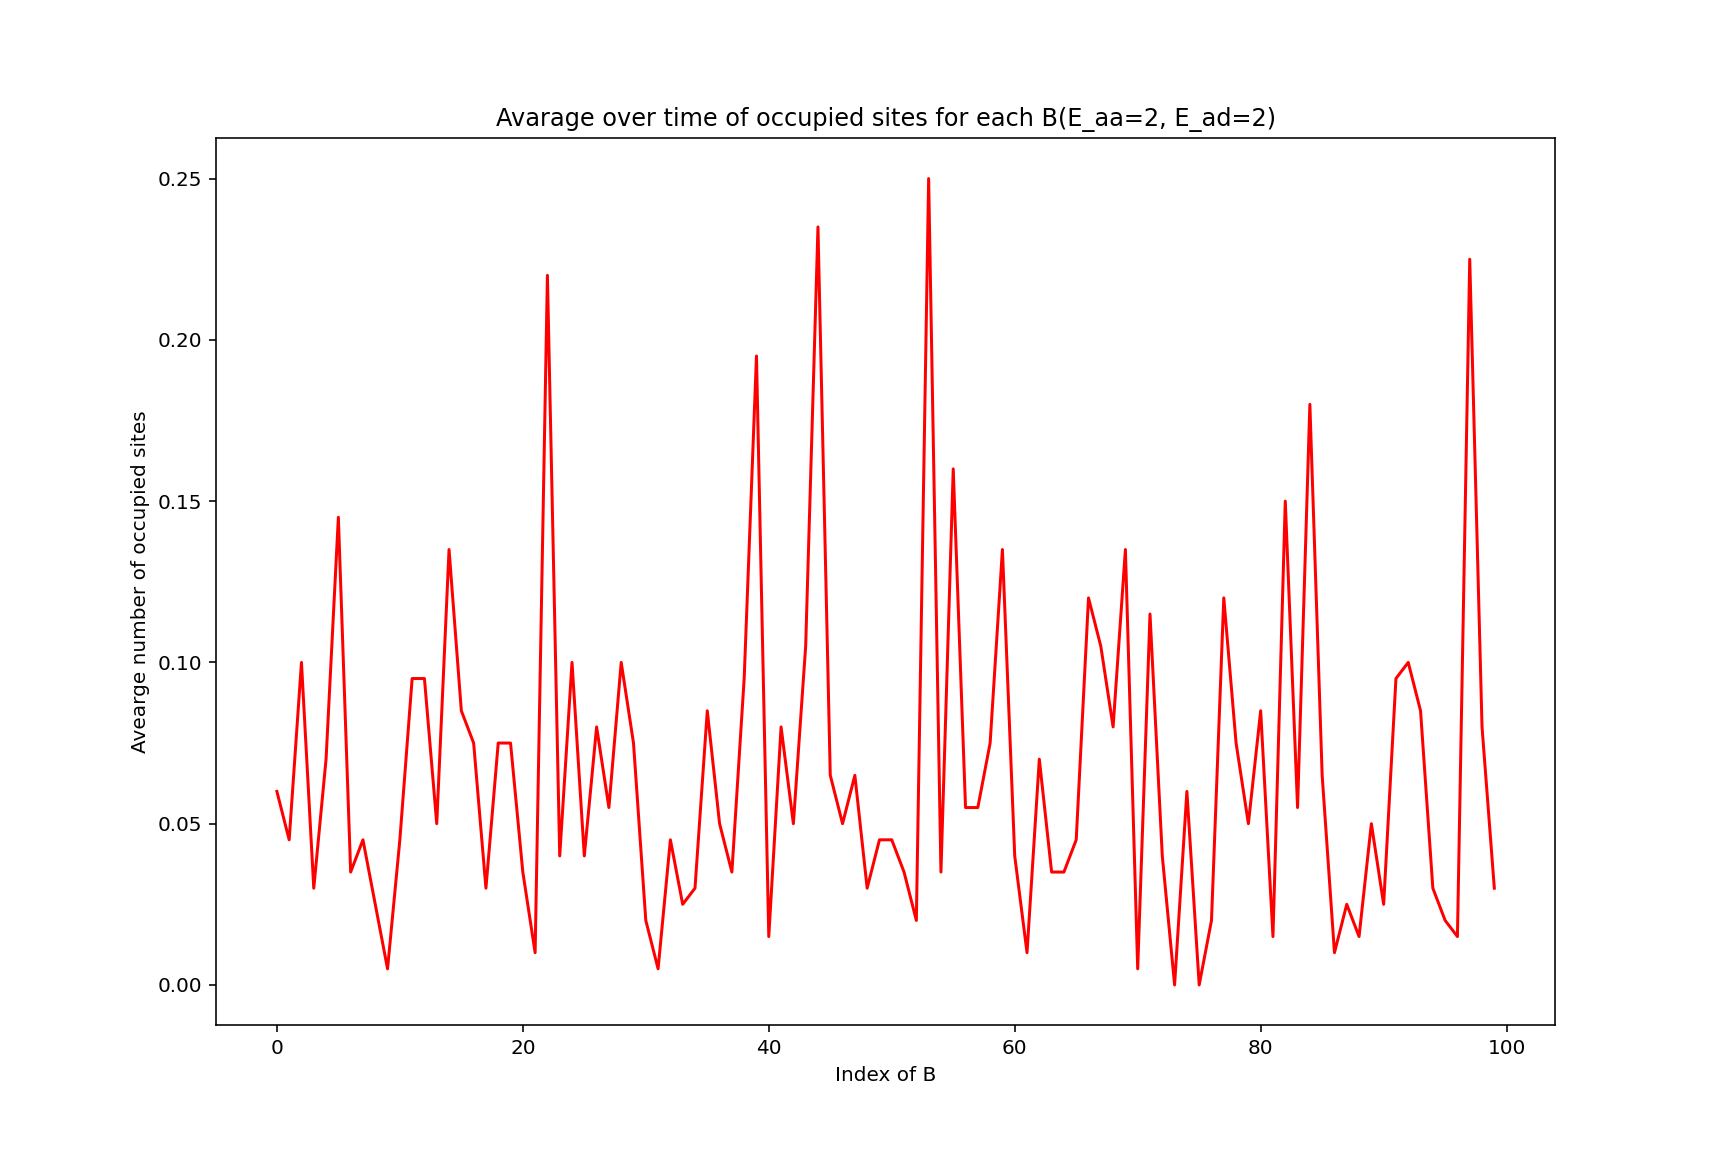 Avarage over time of occupied sites for each B(E_aa=2, E_ad=2)
0.25
0.20
0.15
0.10
0.05
0.00
Avearge number of occupied sites
0 20 40 60 80 100
Index of B